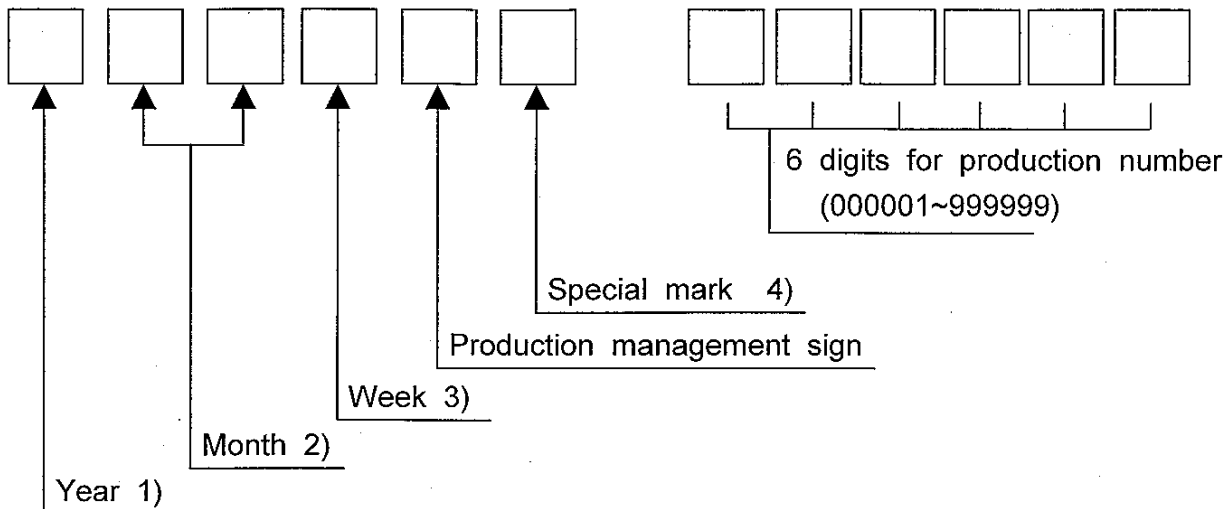 6 digits for production number
(000001~999999)
Special mark 4)
Production management sign
Week 3)
Month 2)
Year 1)